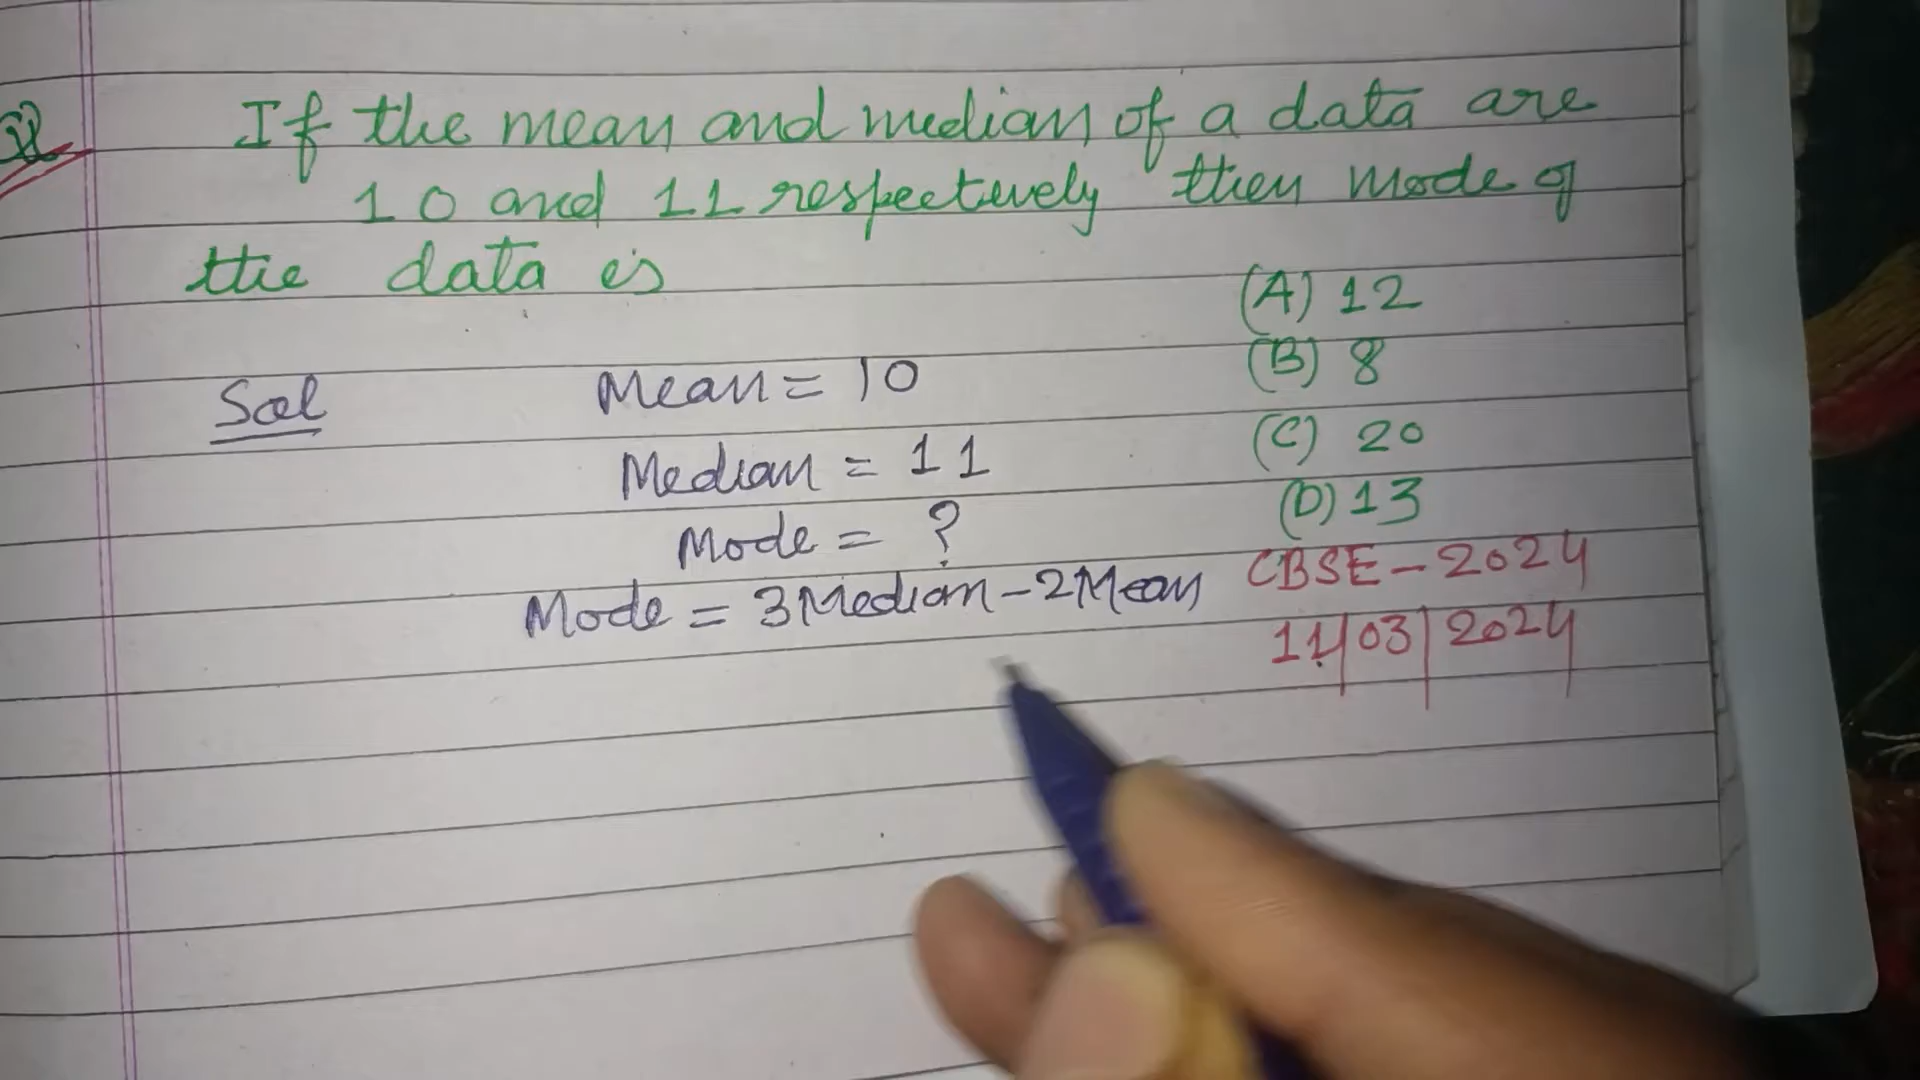 If the mean and median of a data are
10 and 11 respectively then mode of
the data is
(A) 12
(B) 8
(C) 20
(D) 13
CBSE - 2024
11/03/2024
Sol
Mean = 10
Median = 11
Mode = ?
Mode = 3Median - 2Mean